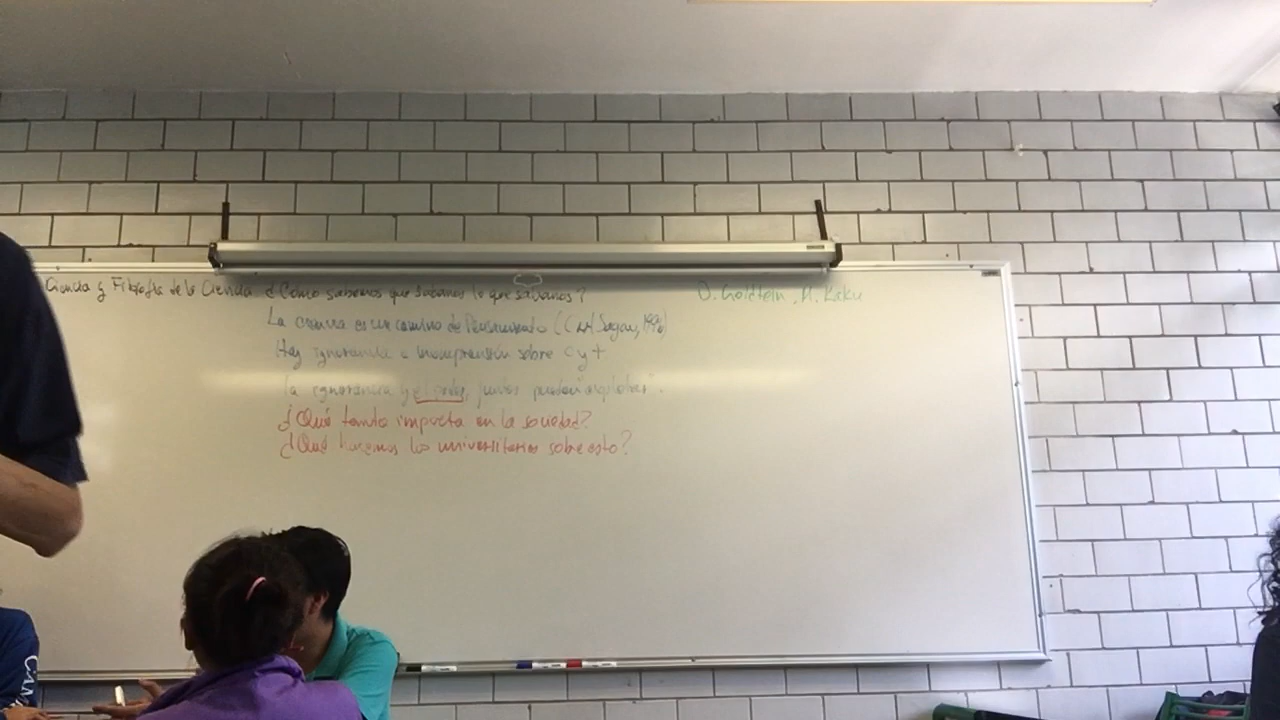 Ciencia y Filosofía de la Ciencia ¿Cómo sabemos que sabemos lo que sabemos?
D. Goldstein, M. Kaku
La ciencia es un camino de Pensamiento (Carl Sagan, 1996)
Hay ignorancia e incomprensión sobre c y t
la ignorancia y el poder, juntos pueden "explotar".
¿Qué tanto importa en la sociedad?
¿Qué hacemos los universitarios sobre esto?